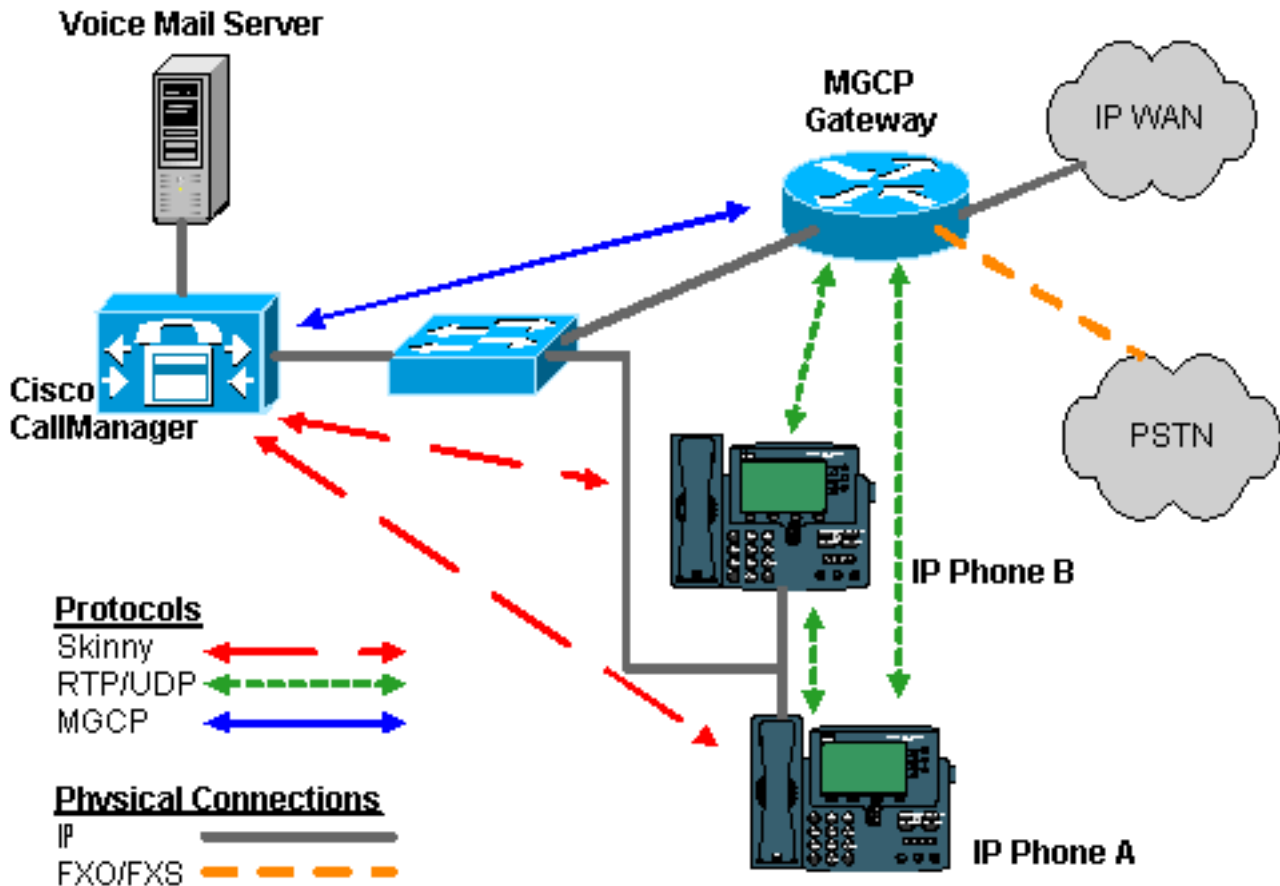 Voice Mail Server
MGCP
Gateway
IP WAN
Cisco
CallManager
PSTN
IP Phone B
Protocols
Skinny
RTP/UDP
MGCP
Physical Connections
IP
FXO/FXS
IP Phone A